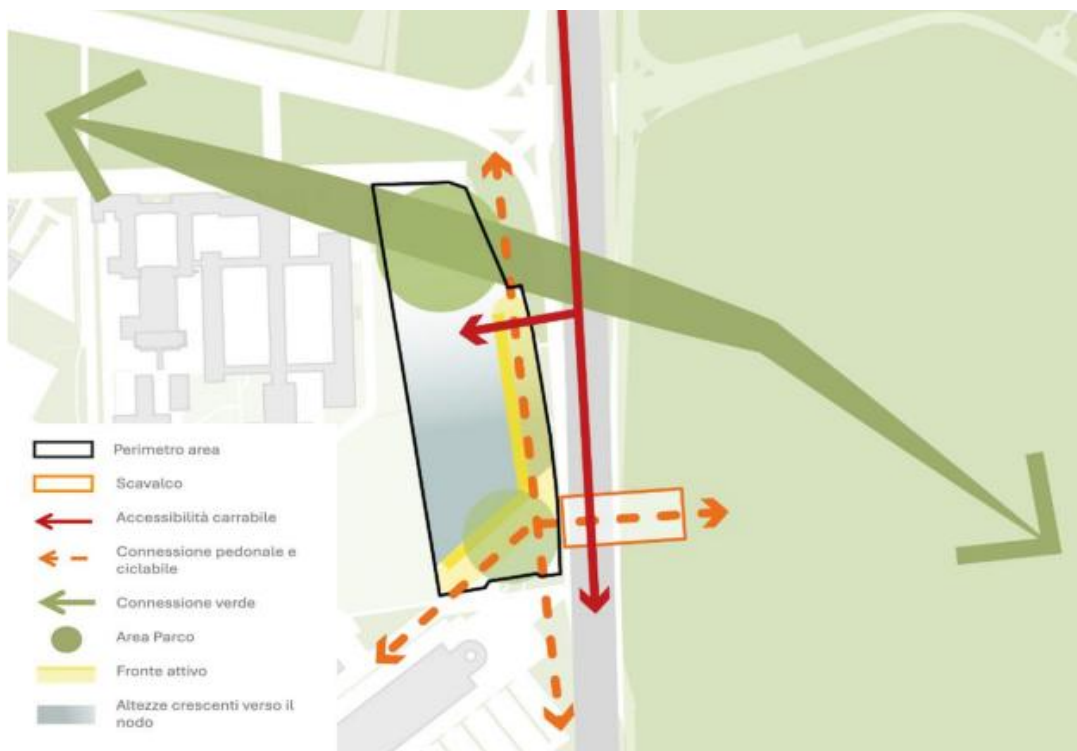 Perimetro area
Scavalco
Accessibilità carrabile
Connessione pedonale e
ciclabile
Connessione verde
Area Parco
Fronte attivo
Altezze crescenti verso il
nodo